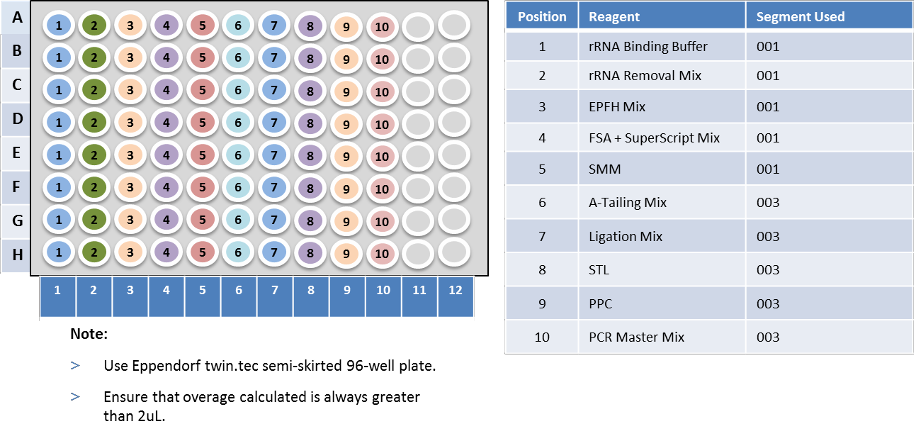 A 1 2 3 4 5 6 7 8 9 10
B 1 2 3 4 5 6 7 8 9 10
C 1 2 3 4 5 6 7 8 9 10
D 1 2 3 4 5 6 7 8 9 10
E 1 2 3 4 5 6 7 8 9 10
F 1 2 3 4 5 6 7 8 9 10
G 1 2 3 4 5 6 7 8 9 10
H 1 2 3 4 5 6 7 8 9 10
1 2 3 4 5 6 7 8 9 10 11 12
Note:
> Use Eppendorf twin.tec semi-skirted 96-well plate.
> Ensure that overage calculated is always greater
than 2uL.
Position Reagent Segment Used
1 rRNA Binding Buffer 001
2 rRNA Removal Mix 001
3 EPFH Mix 001
4 FSA + SuperScript Mix 001
5 SMM 001
6 A-Tailing Mix 003
7 Ligation Mix 003
8 STL 003
9 PPC 003
10 PCR Master Mix 003